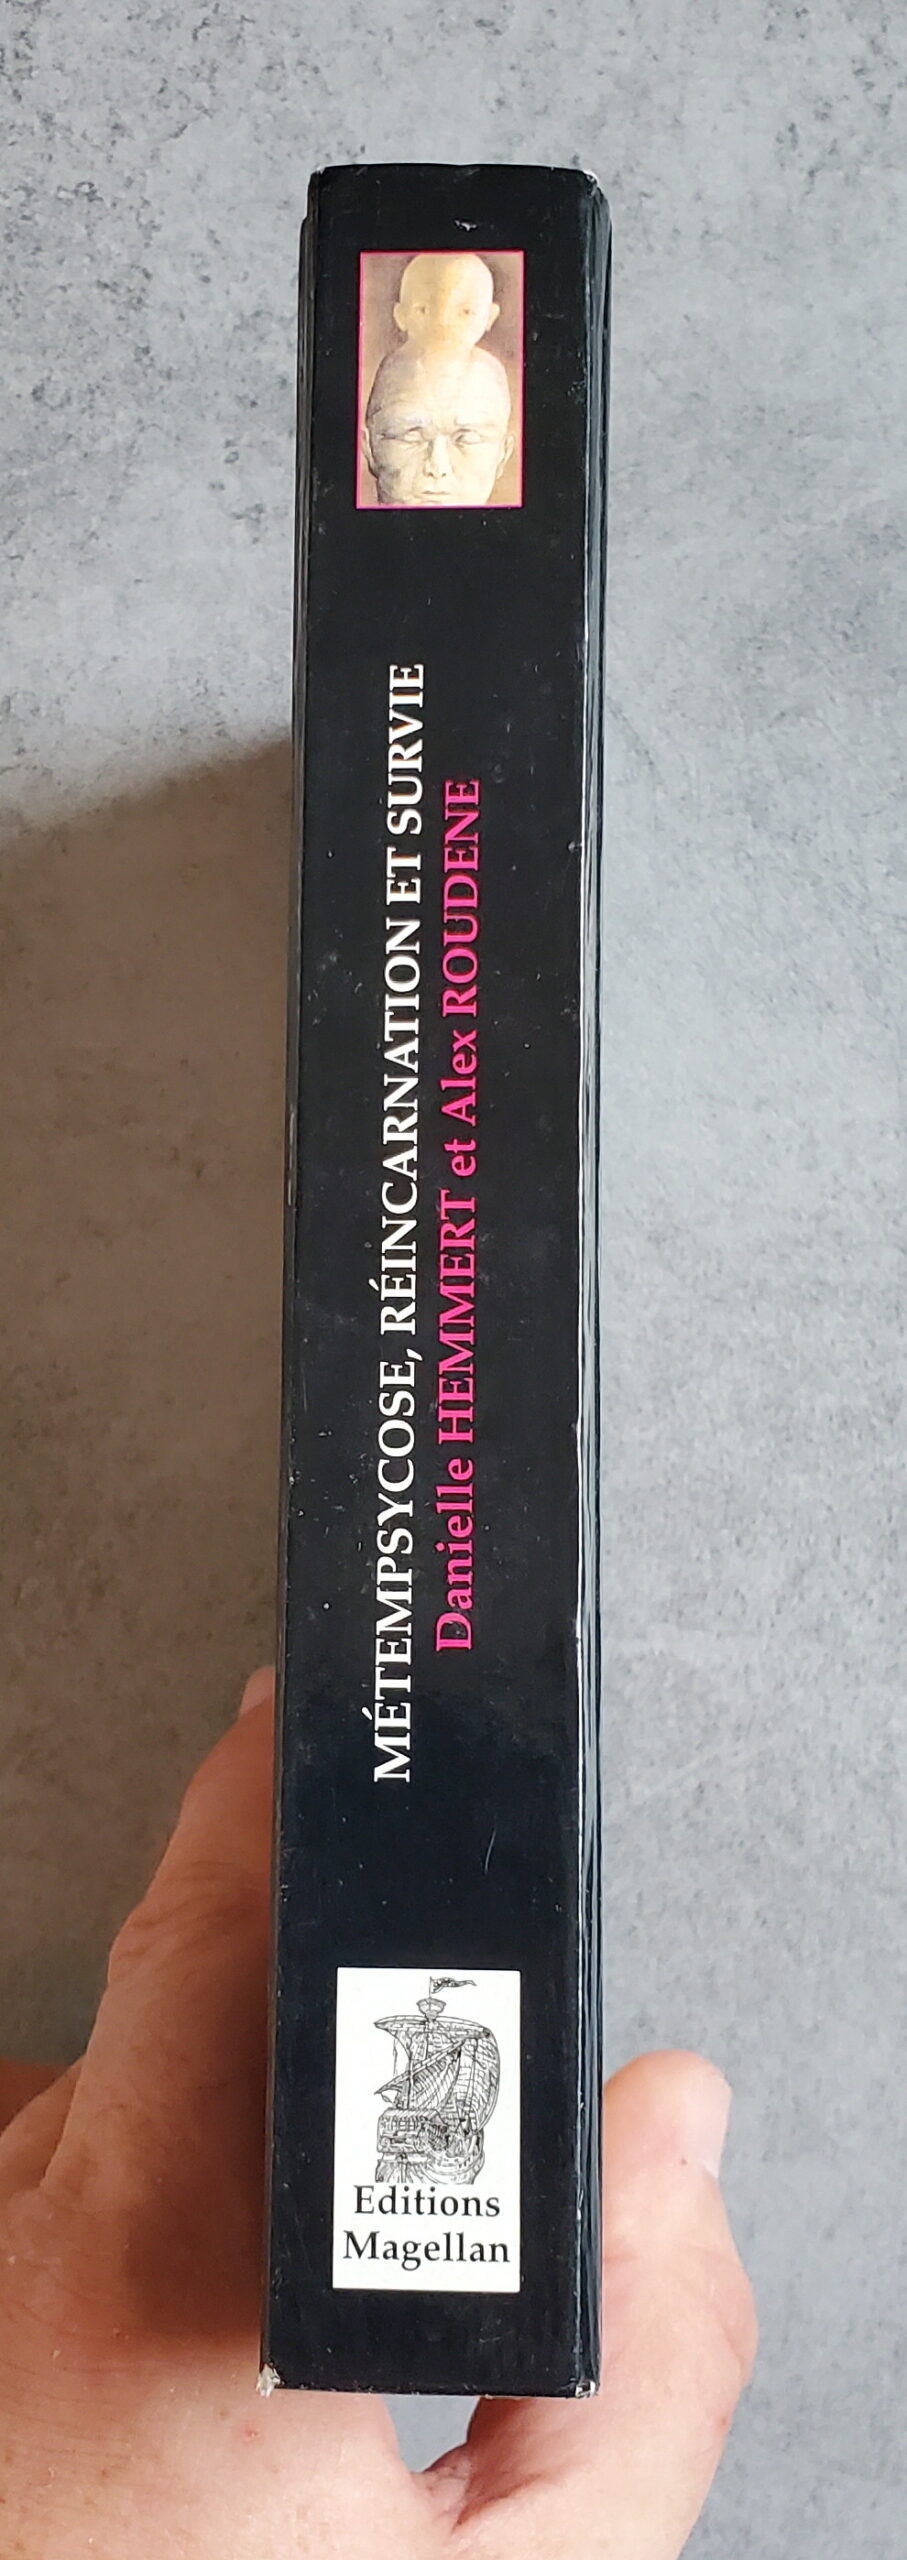 MÉTEMPSYCOSE, RÉINCARNATION ET SURVIE
Danielle HEMMERT et Alex ROUDENE
Editions
Magellan